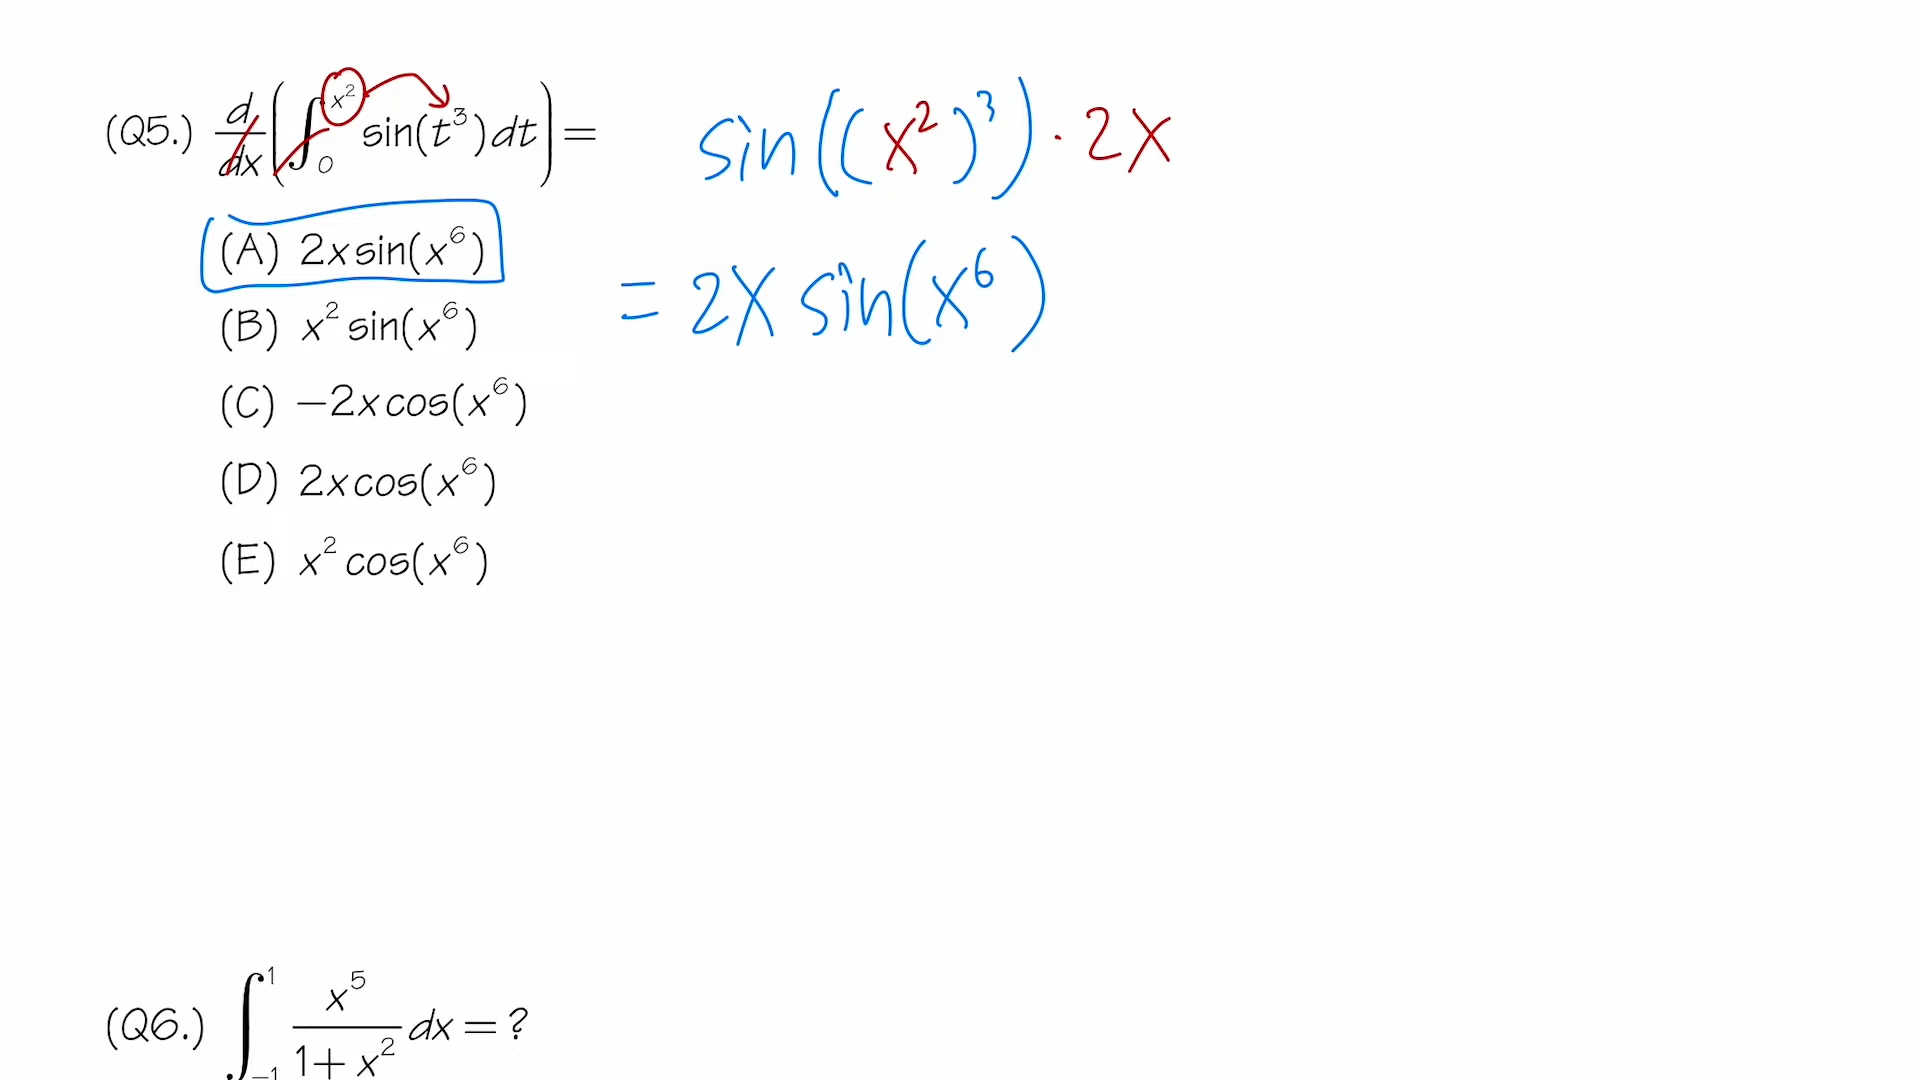 (Q5.) d/dx(∫₀^x² sin(t³)dt) = sin((x²)³) · 2x
(A) 2x sin(x⁶) = 2x sin(x⁶)
(B) x² sin(x⁶)
(C) −2x cos(x⁶)
(D) 2x cos(x⁶)
(E) x² cos(x⁶)
(Q6.) ∫₋₁¹ x⁵/(1+x²) dx = ?